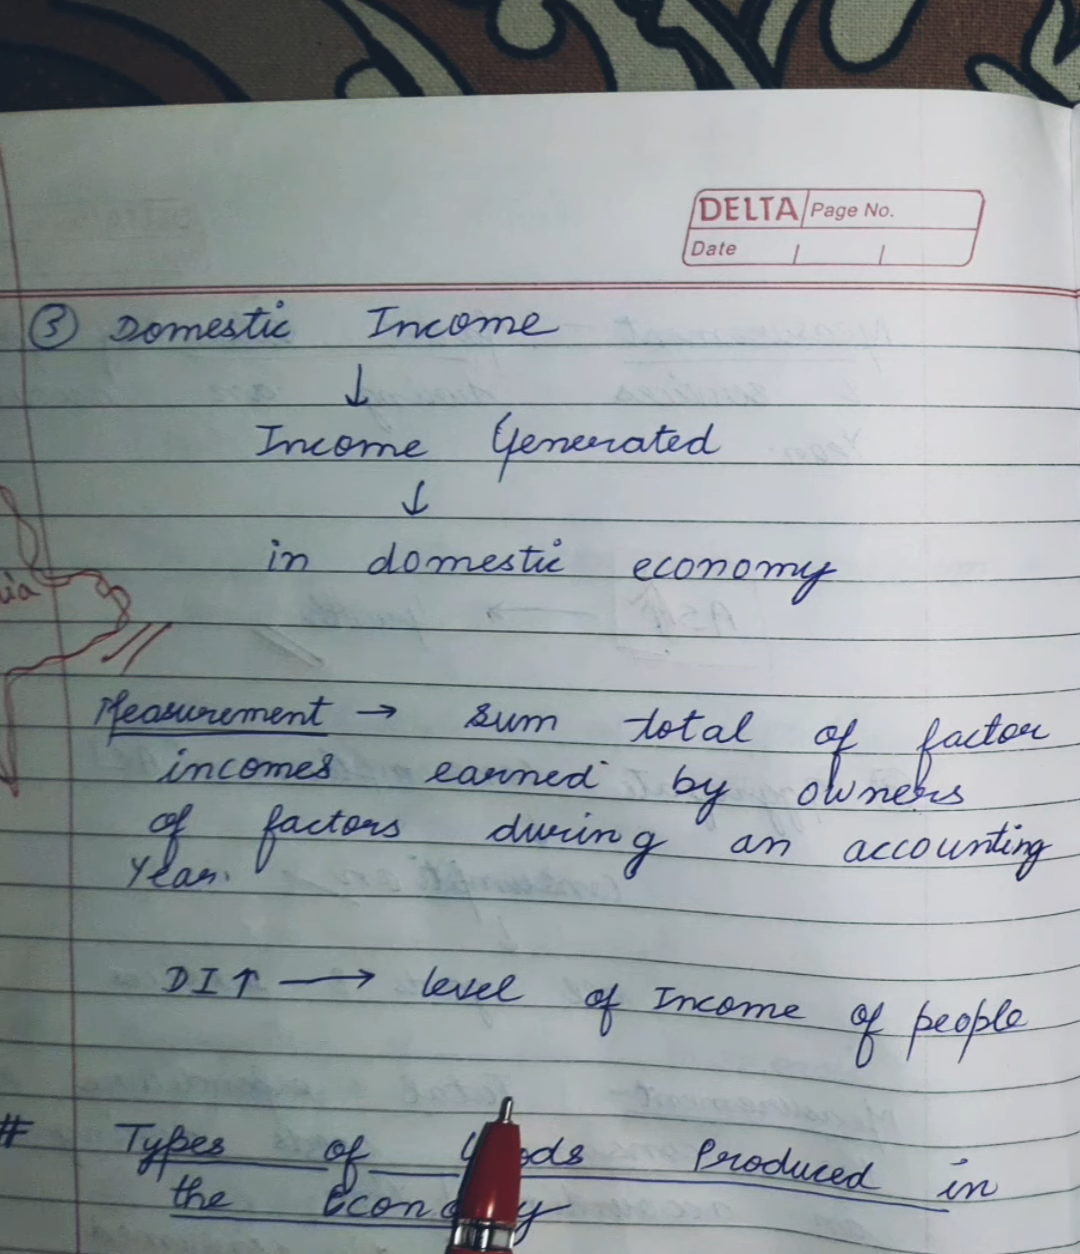 DELTA Page No.
Date / /
③ Domestic Income
↓
Income Generated
↓
in domestic economy
Measurement → sum total of factor
incomes earned by owners
of factors during an accounting
Year.
DI↑ → level of Income of people
# Types of Goods Produced in
the Economy